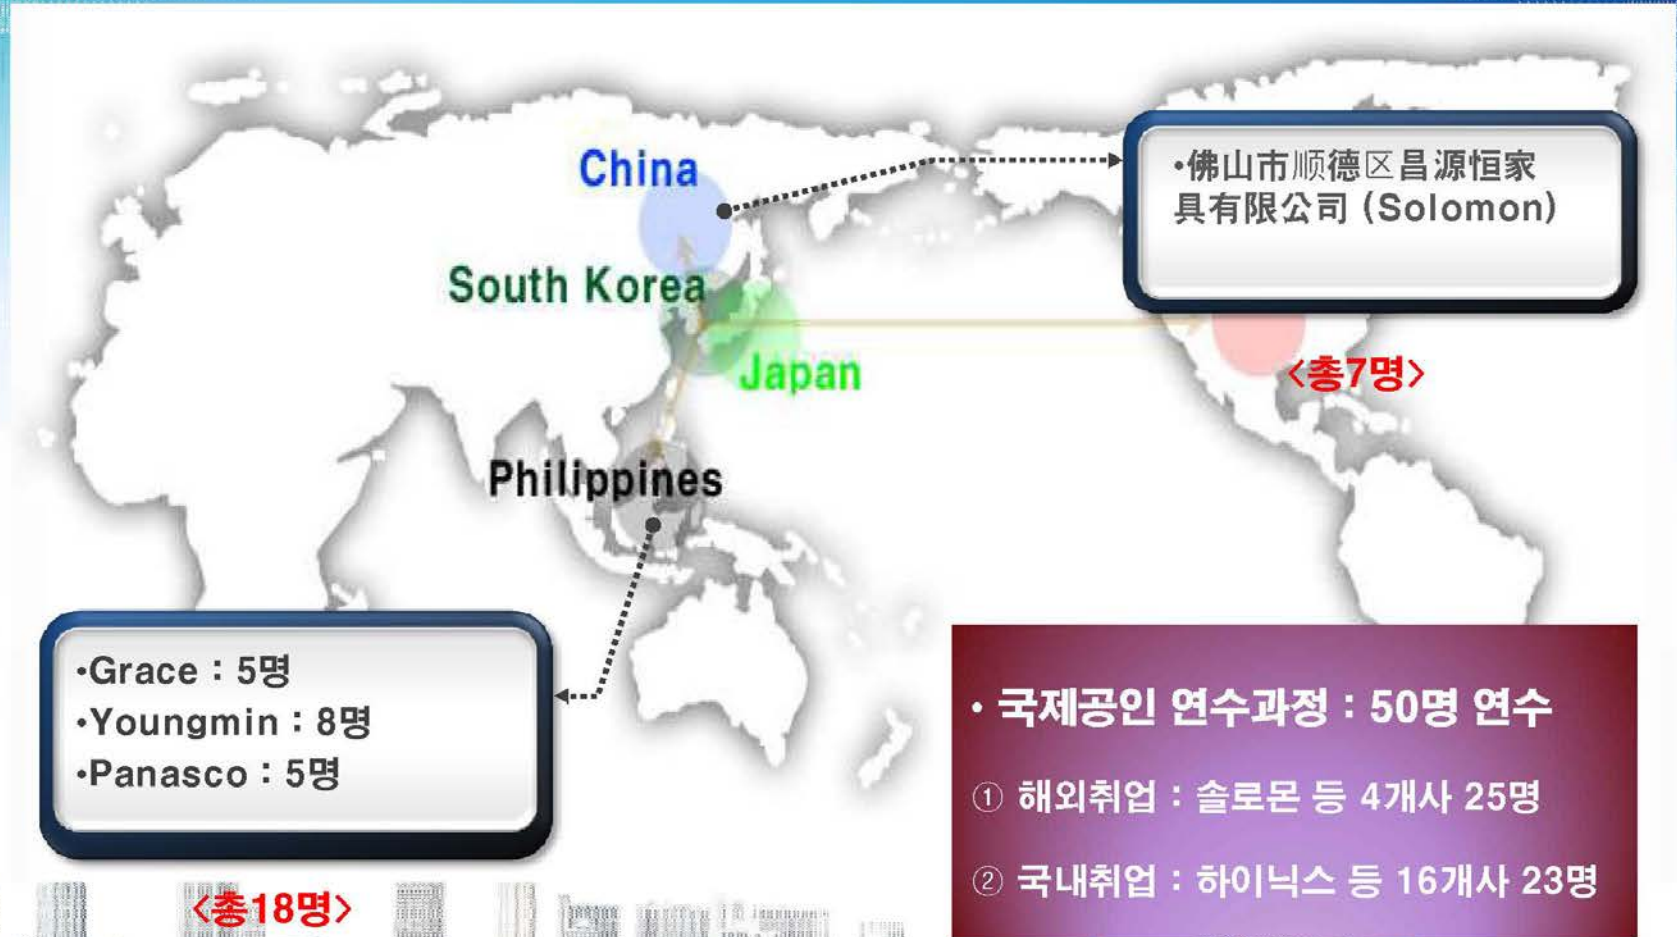 China
•佛山市顺德区昌源恒家
具有限公司 (Solomon)
South Korea
Japan
<총7명>
Philippines
•Grace : 5명
•Youngmin : 8명
•Panasco : 5명
<총18명>
• 국제공인 연수과정 : 50명 연수
① 해외취업 : 솔로몬 등 4개사 25명
② 국내취업 : 하이닉스 등 16개사 23명